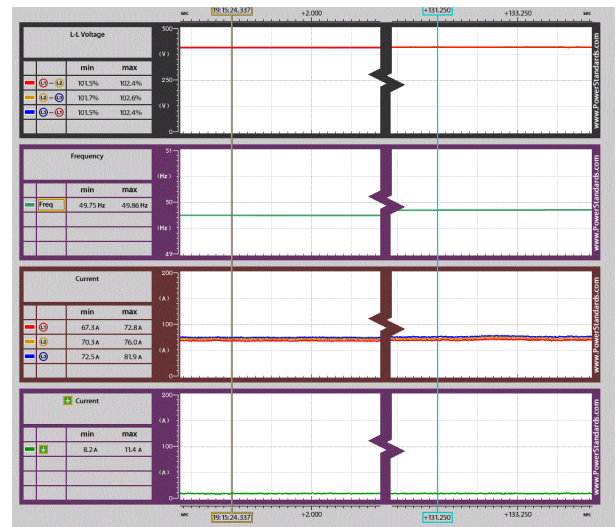 sec 19:15:24.337 +2.000 +131.250 +133.250 sec
L-L Voltage
min max
L1 – L2 101.5% 102.4%
L2 – L3 101.7% 102.6%
L3 – L1 101.5% 102.4%
500
(V)
250
(V)
0
www.PowerStandards.com
Frequency
min max
Freq 49.75 Hz 49.86 Hz
51
(Hz)
50
(Hz)
49
www.PowerStandards.com
Current
min max
L1 67.3 A 72.8 A
L2 70.3 A 76.0 A
L3 72.5 A 81.9 A
200
(A)
100
(A)
0
www.PowerStandards.com
Current
min max
8.2 A 11.4 A
200
(A)
100
(A)
0
www.PowerStandards.com
sec 19:15:24.337 +2.000 +131.250 +133.250 sec